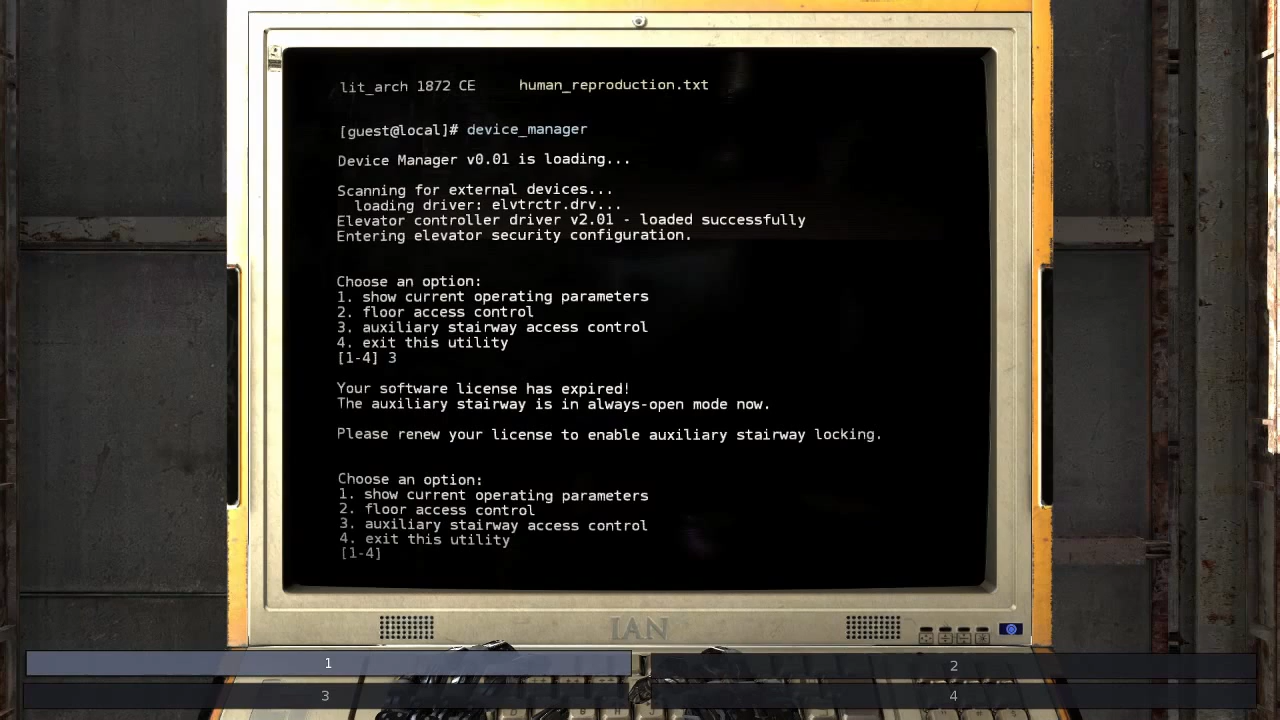 lit_arch 1872 CE human_reproduction.txt
[guest@local]# device_manager
Device Manager v0.01 is loading...
Scanning for external devices...
loading driver: elvtrctr.drv...
Elevator controller driver v2.01 - loaded successfully
Entering elevator security configuration.
Choose an option:
1. show current operating parameters
2. floor access control
3. auxiliary stairway access control
4. exit this utility
[1-4] 3
Your software license has expired!
The auxiliary stairway is in always-open mode now.
Please renew your license to enable auxiliary stairway locking.
Choose an option:
1. show current operating parameters
2. floor access control
3. auxiliary stairway access control
4. exit this utility
[1-4]
IAN
1 2
3 4